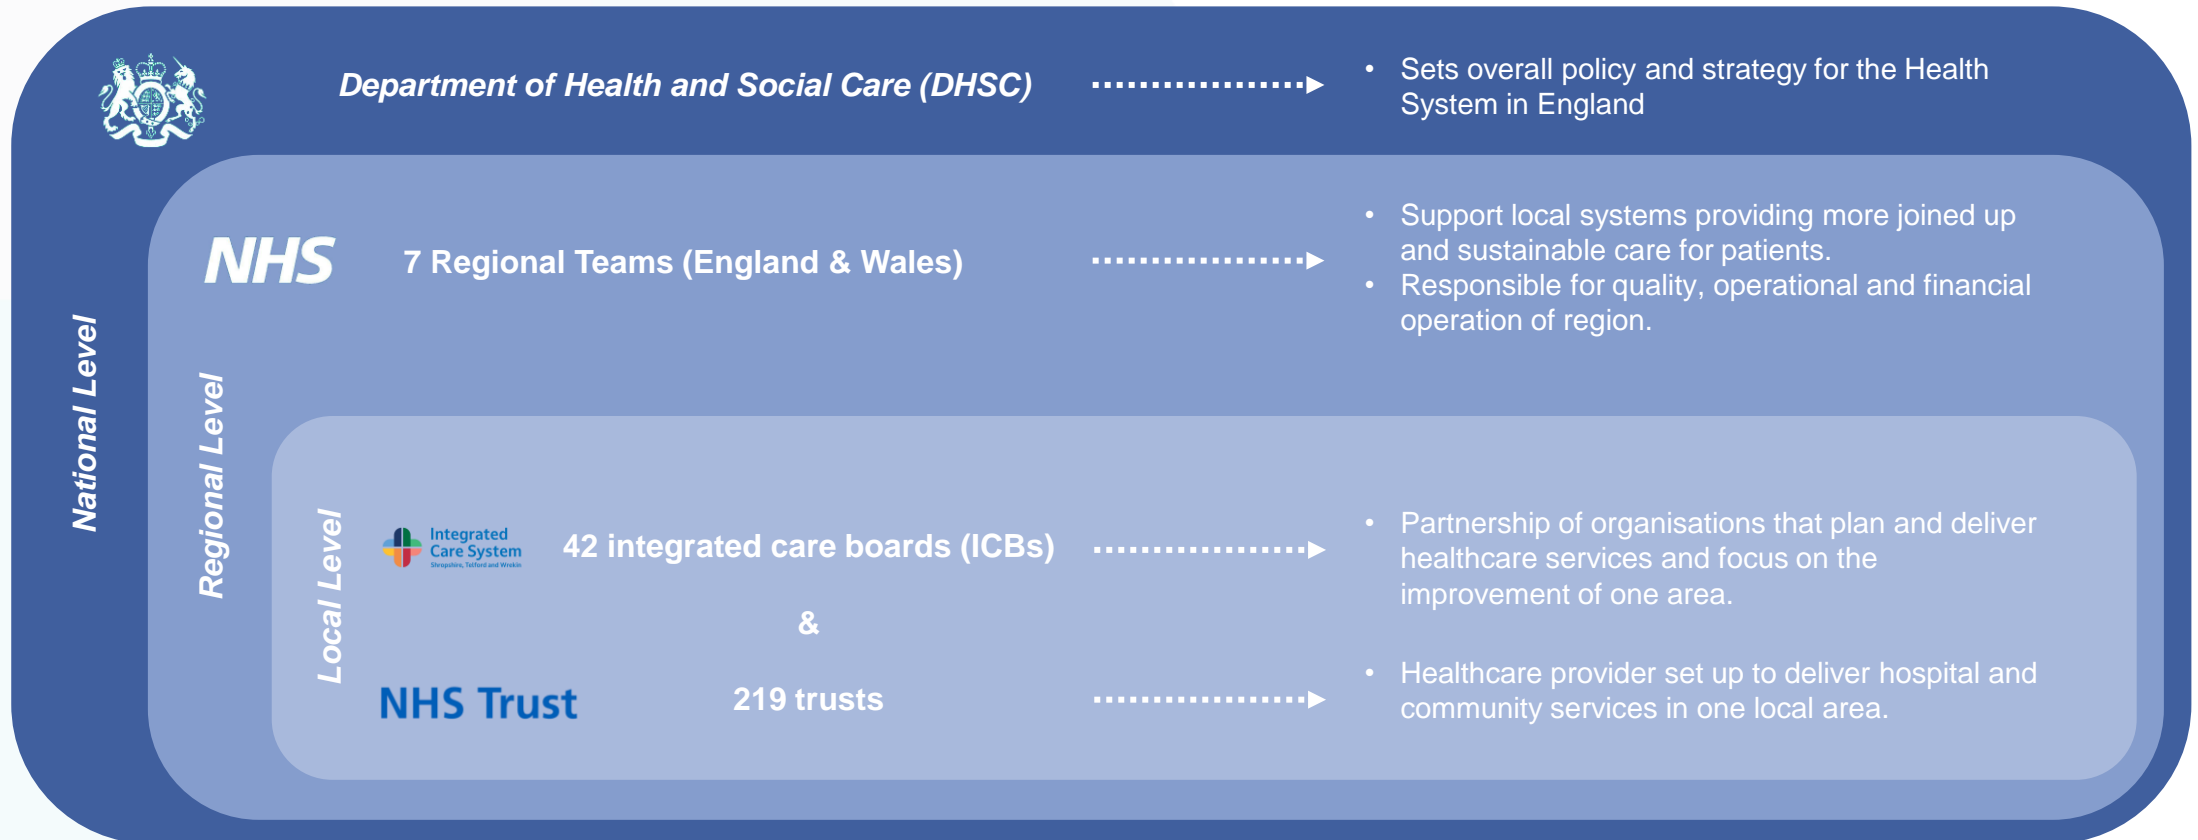 Department of Health and Social Care (DHSC)
• Sets overall policy and strategy for the Health
System in England
NHS
7 Regional Teams (England & Wales)
• Support local systems providing more joined up
and sustainable care for patients.
• Responsible for quality, operational and financial
operation of region.
National Level
Regional Level
Local Level
Integrated
Care System
Shropshire, Telford and Wrekin
42 integrated care boards (ICBs)
• Partnership of organisations that plan and deliver
healthcare services and focus on the
improvement of one area.
&
NHS Trust
219 trusts
• Healthcare provider set up to deliver hospital and
community services in one local area.